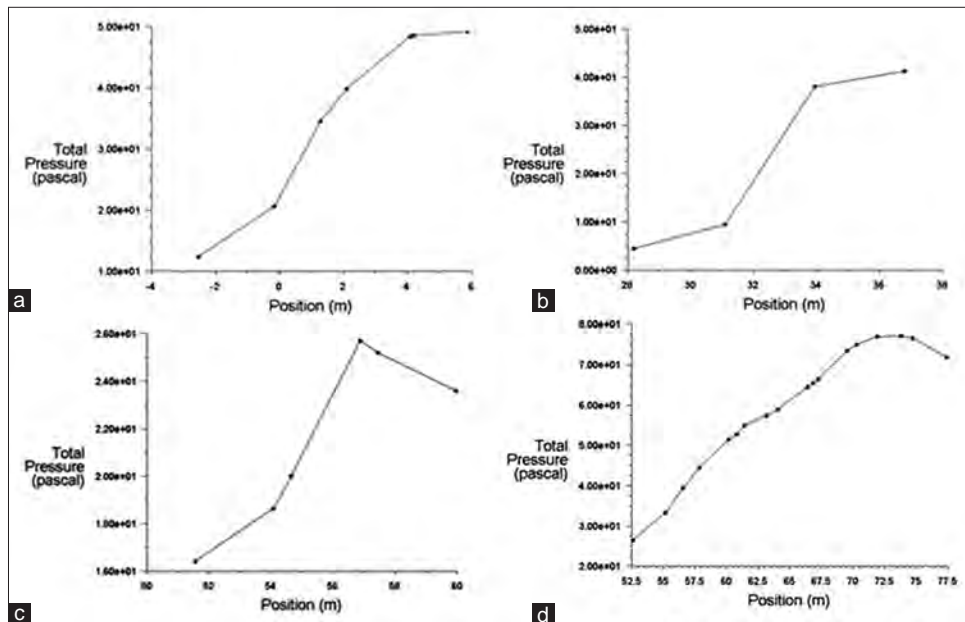 5.00e+01
4.00e+01
3.00e+01
2.00e+01
1.00e+01
Total
Pressure
(pascal)
-4 -2 0 2 4 6
Position (m)
a
5.00e+01
4.00e+01
3.00e+01
2.00e+01
1.00e+01
0.00e+00
Total
Pressure
(pascal)
28 30 32 34 36 38
Position (m)
b
2.60e+01
2.40e+01
2.20e+01
2.00e+01
1.80e+01
1.60e+01
Total
Pressure
(pascal)
50 52 54 56 58 60
Position (m)
c
8.00e+01
7.00e+01
6.00e+01
5.00e+01
4.00e+01
3.00e+01
2.00e+01
Total
Pressure
(pascal)
52.5 55 57.5 60 62.5 65 67.5 70 72.5 75 77.5
Position (m)
d